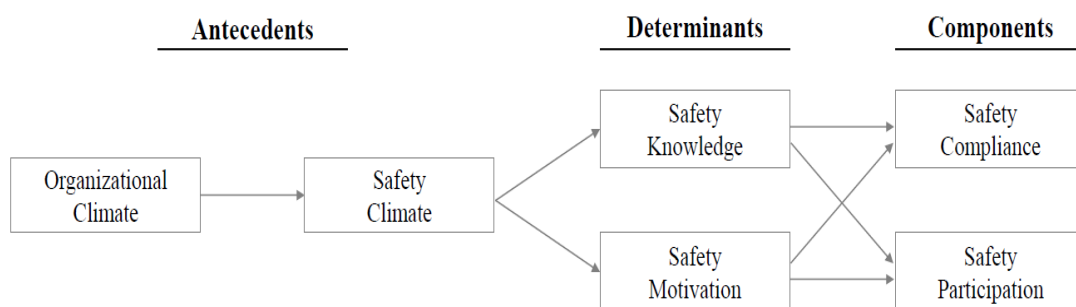 Antecedents
Determinants
Components
Organizational
Climate
Safety
Climate
Safety
Knowledge
Safety
Motivation
Safety
Compliance
Safety
Participation